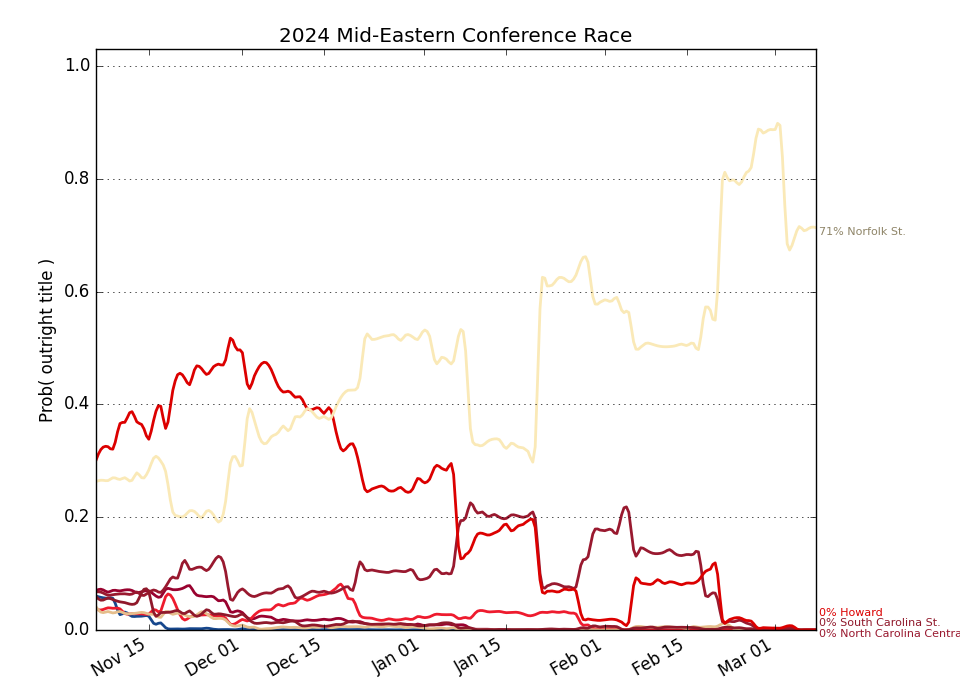 2024 Mid-Eastern Conference Race
Prob( outright title )
1.0
0.8
0.6
0.4
0.2
0.0
Nov 15
Dec 01
Dec 15
Jan 01
Jan 15
Feb 01
Feb 15
Mar 01
71% Norfolk St.
0% Howard
0% South Carolina St.
0% North Carolina Centra